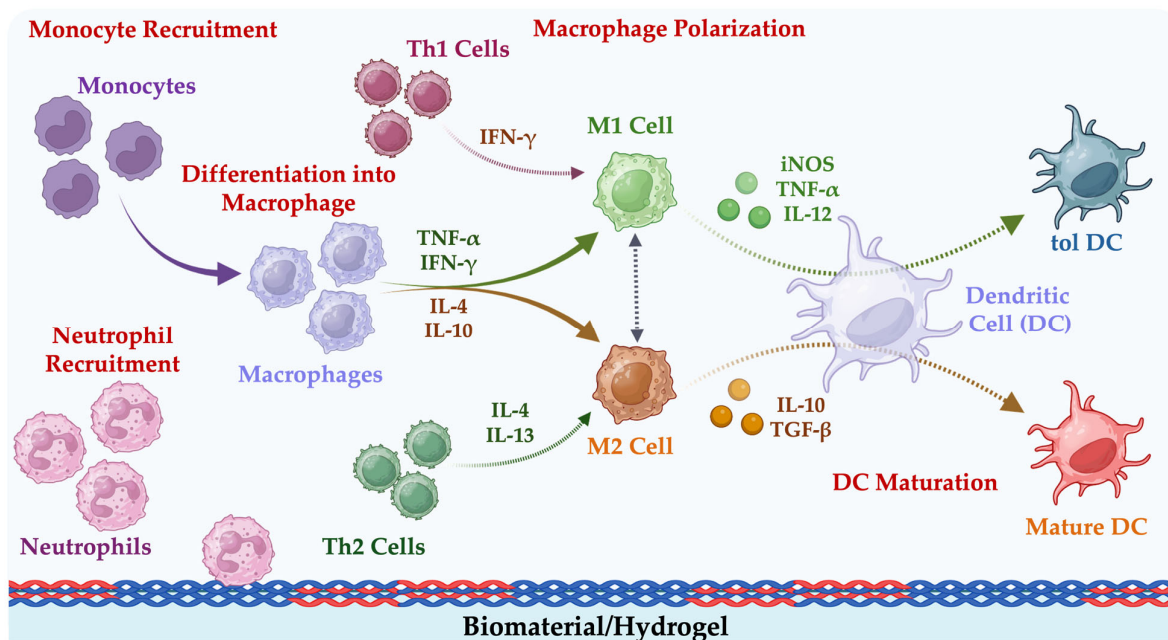 Monocyte Recruitment
Macrophage Polarization
Th1 Cells
Monocytes
IFN-γ
M1 Cell
Differentiation into
Macrophage
iNOS
TNF-α
IL-12
tol DC
TNF-α
IFN-γ
IL-4
IL-10
Dendritic
Cell (DC)
Neutrophil
Recruitment
Macrophages
IL-4
IL-13
M2 Cell
IL-10
TGF-β
DC Maturation
Mature DC
Neutrophils
Th2 Cells
Biomaterial/Hydrogel